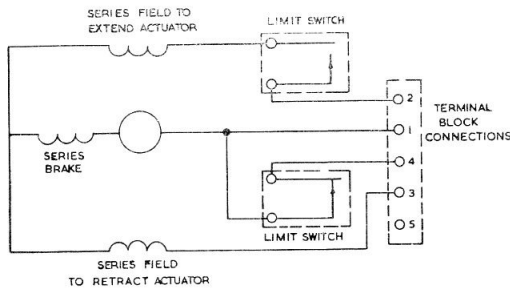 SERIES FIELD TO
EXTEND ACTUATOR
LIMIT SWITCH
2
TERMINAL
BLOCK
CONNECTIONS
1
SERIES
BRAKE
4
3
LIMIT SWITCH
5
SERIES FIELD
TO RETRACT ACTUATOR